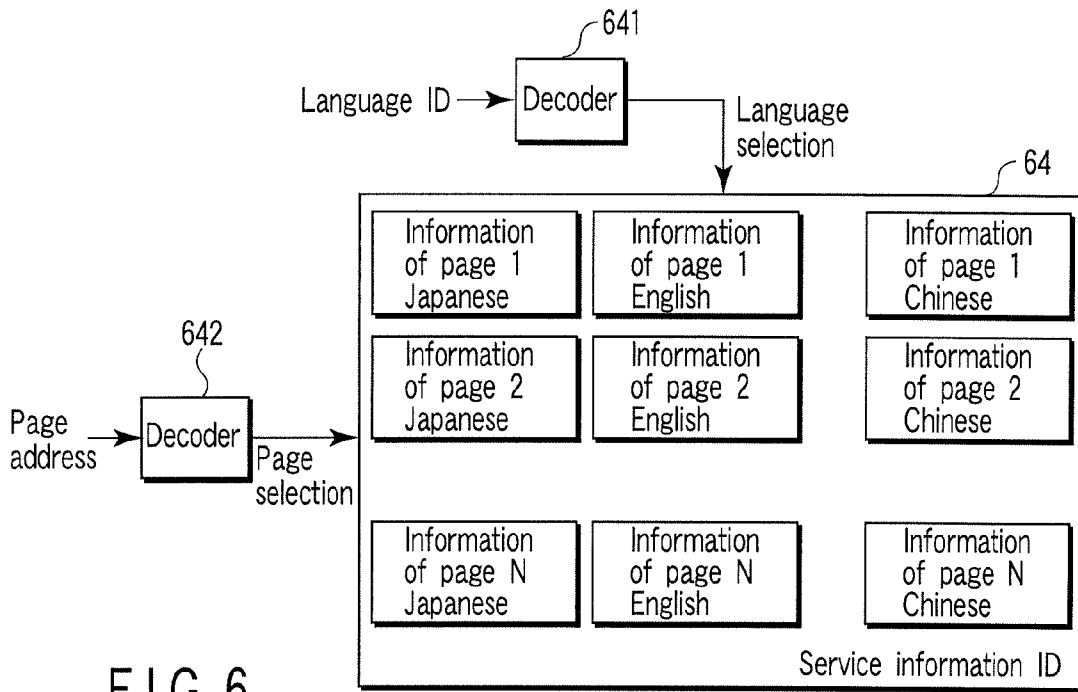 641
Language ID
Decoder
Language
selection
64
Information
of page 1
Japanese
Information
of page 1
English
Information
of page 1
Chinese
642
Page
address
Decoder
Page
selection
Information
of page 2
Japanese
Information
of page 2
English
Information
of page 2
Chinese
Information
of page N
Japanese
Information
of page N
English
Information
of page N
Chinese
Service information ID
FIG. 6